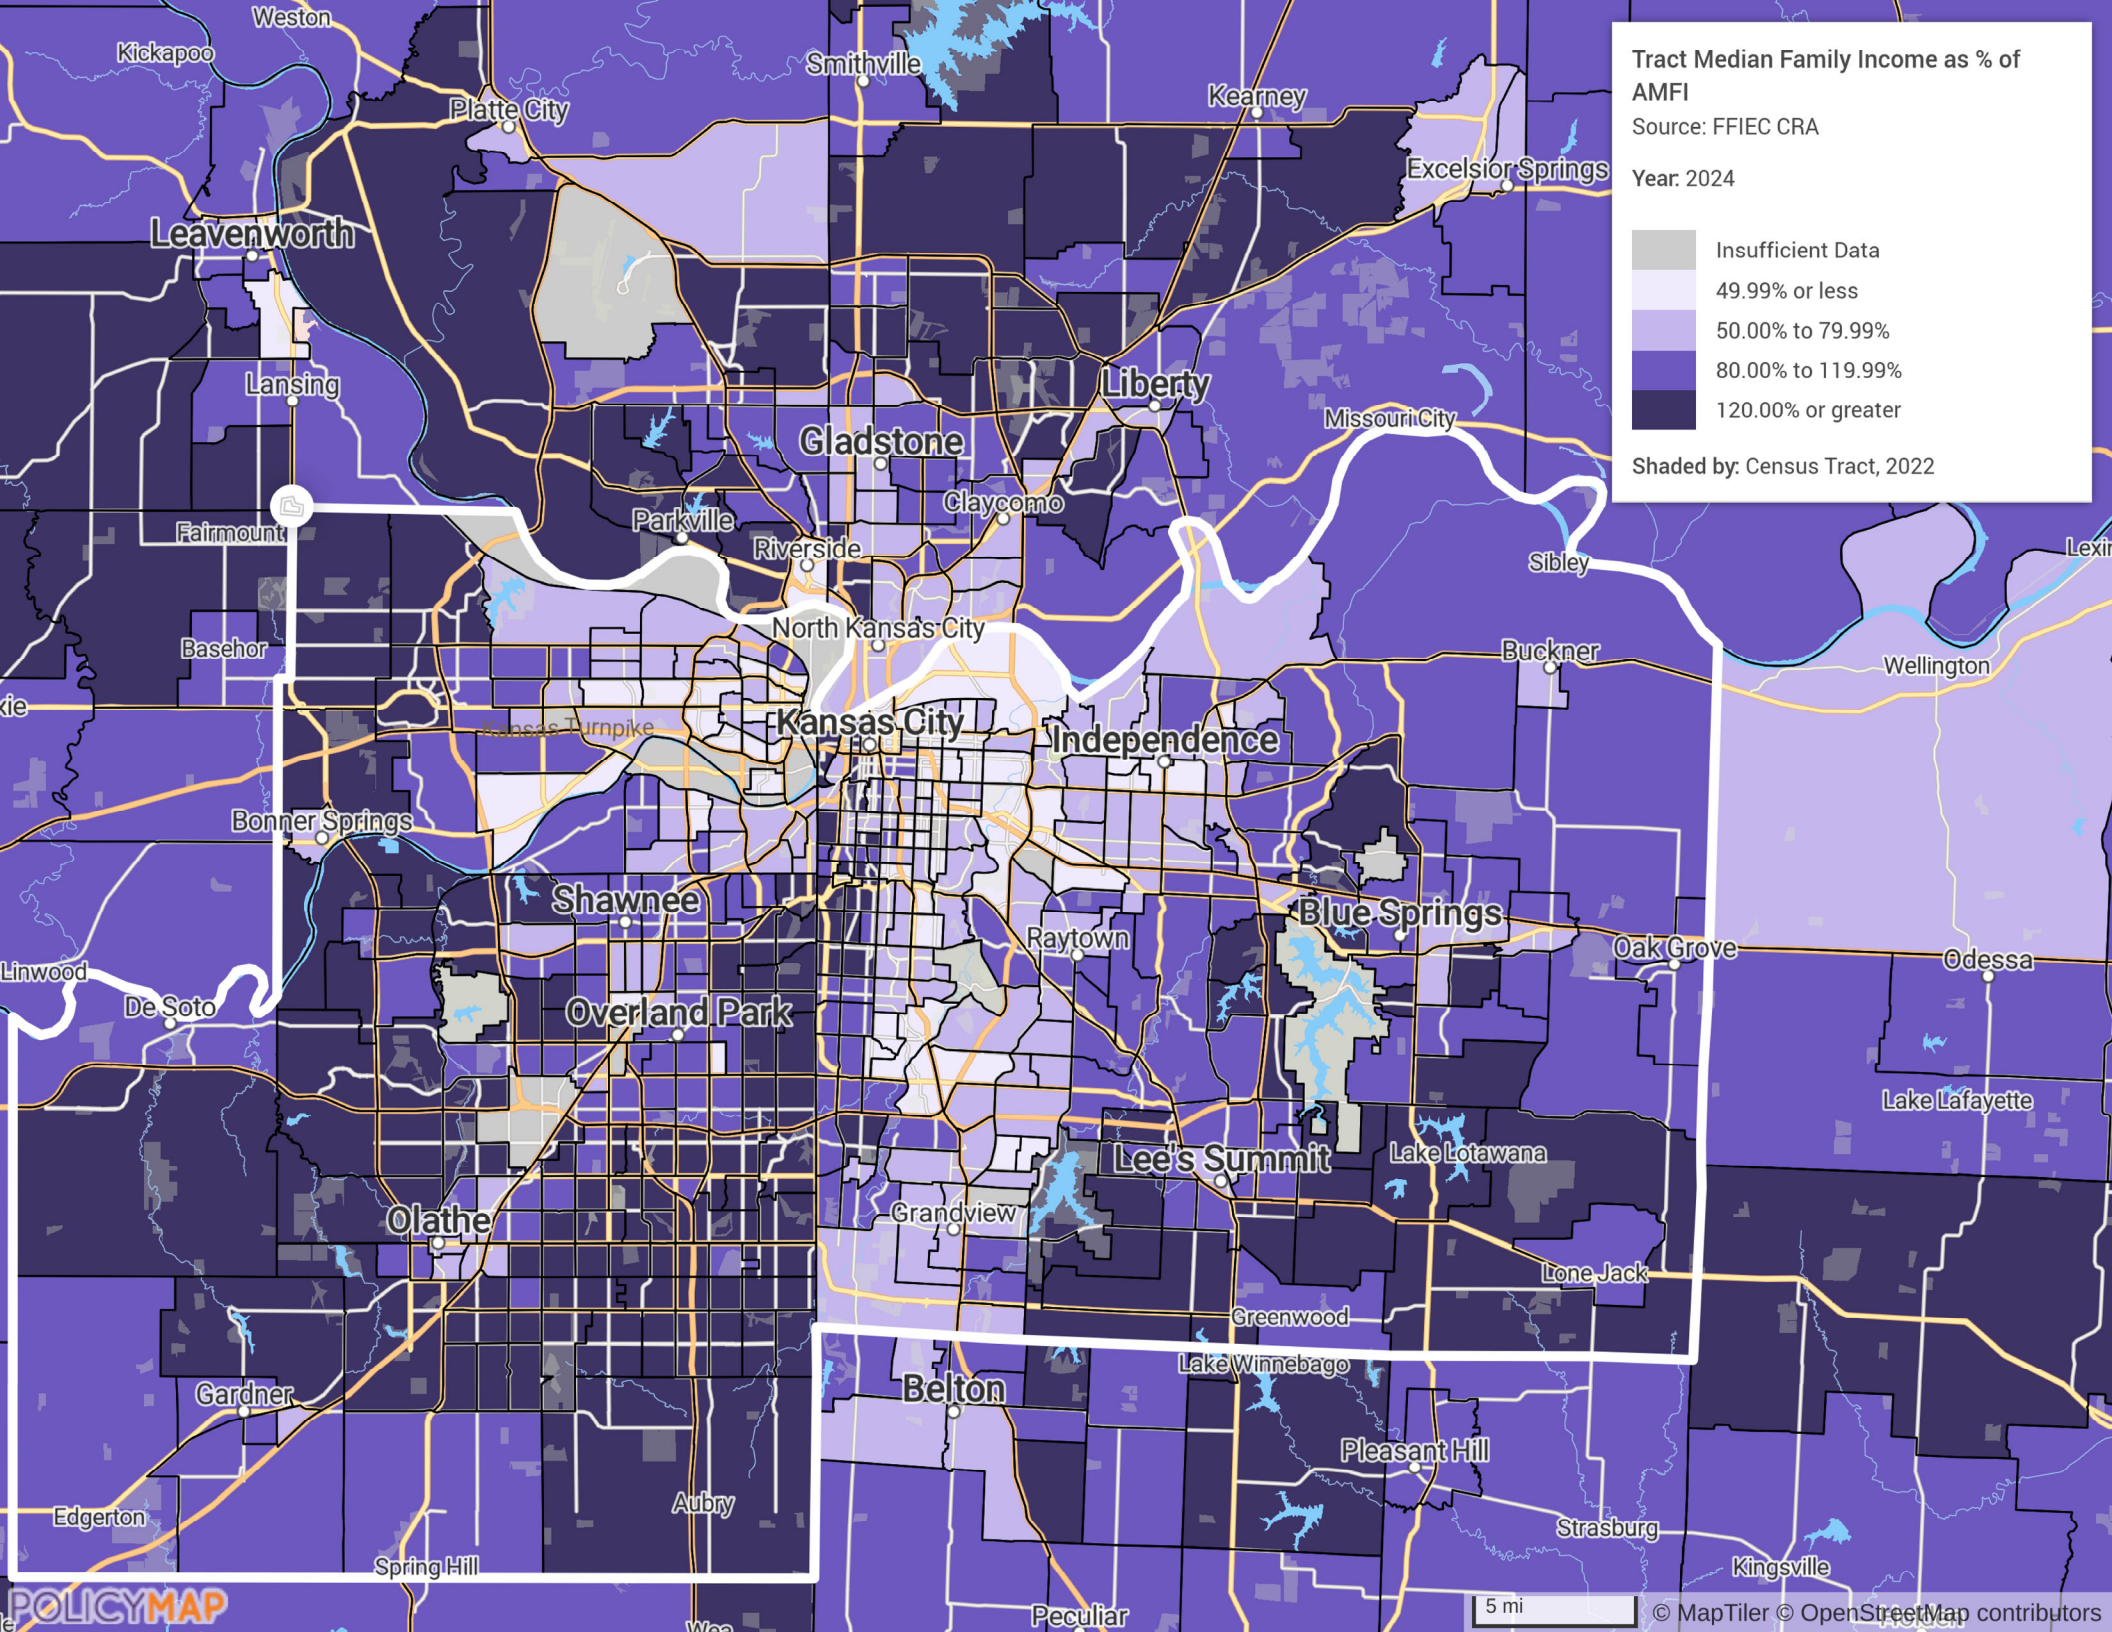 Weston
Kickapoo
Smithville
Kearney
Platte City
Excelsior Springs
Tract Median Family Income as % of
AMFI
Source: FFIEC CRA
Year: 2024
Insufficient Data
49.99% or less
50.00% to 79.99%
80.00% to 119.99%
120.00% or greater
Shaded by: Census Tract, 2022
Leavenworth
Lansing
Liberty
Missouri City
Gladstone
Claycomo
Parkville
Riverside
Fairmount
Sibley
Lexi
North Kansas City
Basehor
Buckner
Wellington
xie
Kansas Turnpike
Kansas City
Independence
Bonner Springs
Shawnee
Blue Springs
Raytown
Oak Grove
Odessa
Linwood
De Soto
Overland Park
Lake Lafayette
Lee's Summit
Lake Lotawana
Olathe
Grandview
Lone Jack
Greenwood
Lake Winnebago
Gardner
Belton
Pleasant Hill
Edgerton
Aubry
Strasburg
Spring Hill
Kingsville
POLICYMAP
Peculiar
Wea
5 mi
© MapTiler © OpenStreetMap contributors
Holden